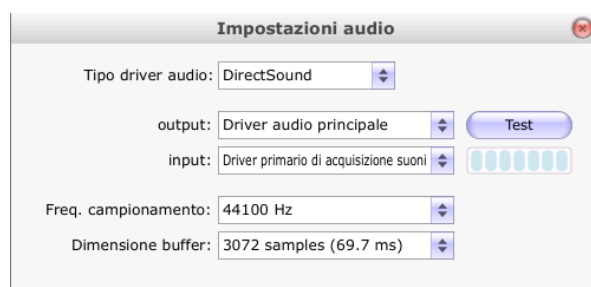 Impostazioni audio
Tipo driver audio: DirectSound
output: Driver audio principale Test
input: Driver primario di acquisizione suoni
Freq. campionamento: 44100 Hz
Dimensione buffer: 3072 samples (69.7 ms)